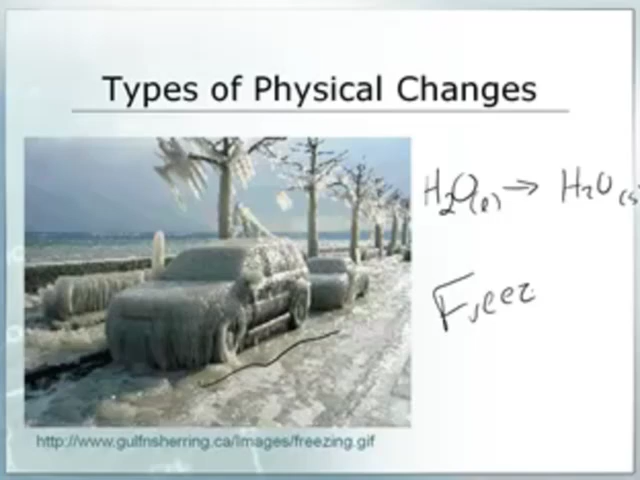 Types of Physical Changes
H₂O(l) → H₂O(s
Freez
http://www.gulfnsherring.ca/Images/freezing.gif